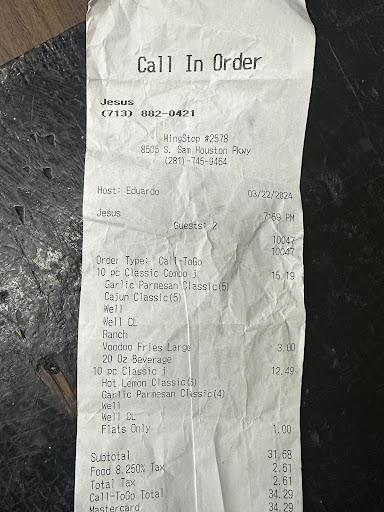 Call In Order
Jesus
(713) 882-0421
WingStop #2578
8505 S. Sam Houston Pkwy
(281)-745-9464
Host: Eduardo 03/22/2024
Jesus 7:59 PM
Guests: 2
10047
10047
Order Type: Call-ToGo
10 pc Classic Combo j 15.19
Garlic Parmesan Classic(5)
Cajun Classic(5)
Well
Well CL
Ranch
Voodoo Fries Large 3.00
20 Oz Beverage
10 pc Classic j 12.49
Hot Lemon Classic(6)
Garlic Parmesan Classic(4)
Well
Well CL
Flats Only 1.00
Subtotal 31.68
Food 8.250% Tax 2.61
Total Tax 2.61
Call-ToGo Total 34.29
Mastercard 34.29